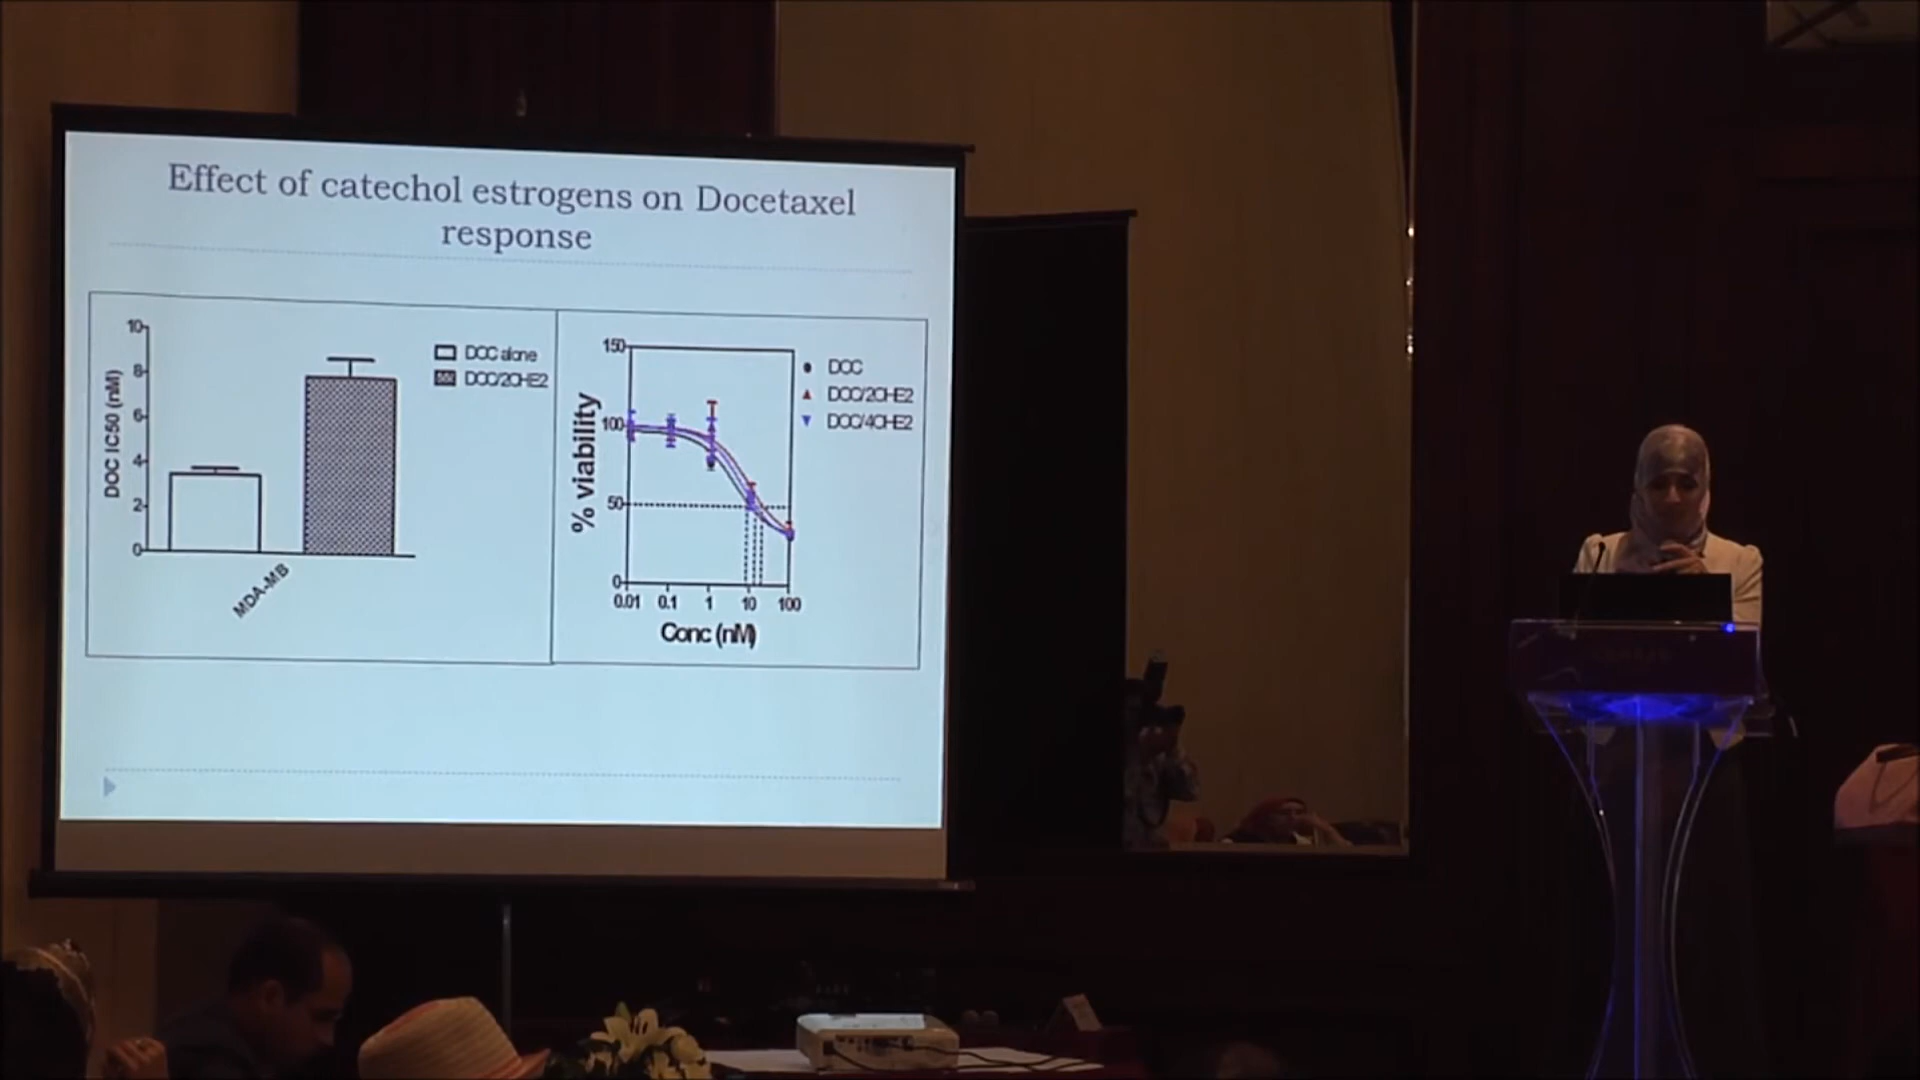 Effect of catechol estrogens on Docetaxel
response
10
8
6
4
2
0
DOC IC50 (nM)
MDA-MB
DOC alone
DOC/2OHE2
150
100
50
0
% viability
0.01 0.1 1 10 100
Conc (nM)
DOC
DOC/2OHE2
DOC/4OHE2